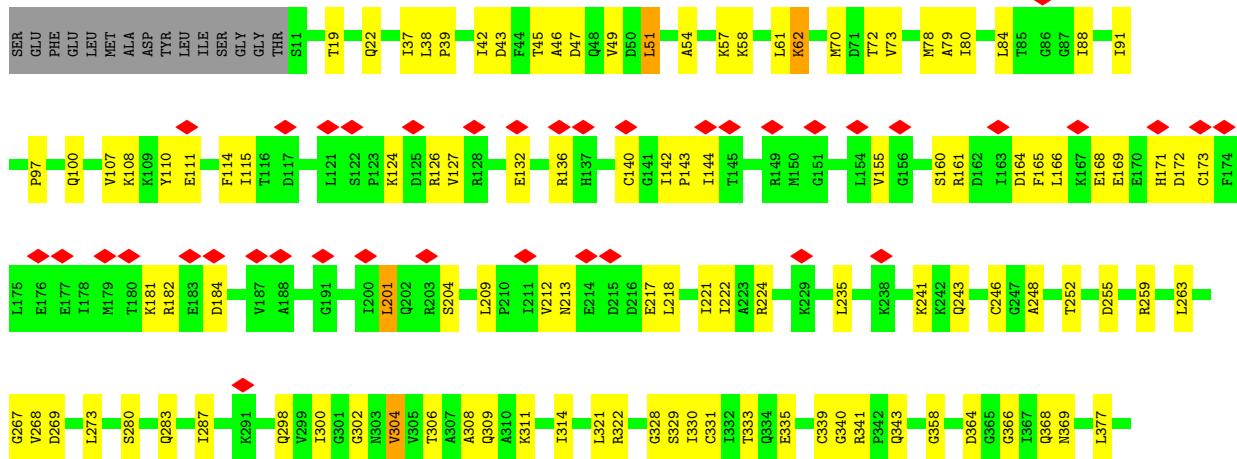 SER GLU PHE GLU LEU MET ALA ASP TYR LEU ILE SER GLY GLY THR S11 T19 Q22 I37 L38 P39 I42 D43 F44 T45 A46 D47 Q48 V49 D50 L51 A54 K57 K58 L61 K62 M70 D71 T72 V73 M78 A79 I80 L84 T85 G86 G87 I88 I91
P97 Q100 V107 K108 K109 Y110 E111 F114 I115 T116 D117 L121 S122 P123 K124 D125 R126 V127 R128 E132 R136 H137 C140 G141 I142 P143 I144 T145 R149 M150 G151 L154 V155 G156 S160 R161 D162 I163 D164 F165 L166 K167 E168 E169 E170 H171 D172 C173 F174
L175 E176 E177 I178 M179 T180 K181 R182 E183 D184 V187 A188 G191 I200 L201 Q202 R203 S204 L209 P210 I211 V212 N213 E214 D215 D216 E217 L218 I221 I222 A223 R224 K229 L235 K238 K241 K242 Q243 C246 G247 A248 T252 D255 R259 L263
G267 V268 D269 L273 S280 Q283 I287 K291 Q298 V299 I300 G301 G302 N303 V304 V305 T306 A307 A308 Q309 A310 K311 I314 L321 R322 G328 S329 I330 C331 I332 T333 Q334 E335 C339 G340 R341 P342 Q343 G358 D364 G365 G366 I367 Q368 N369 L377